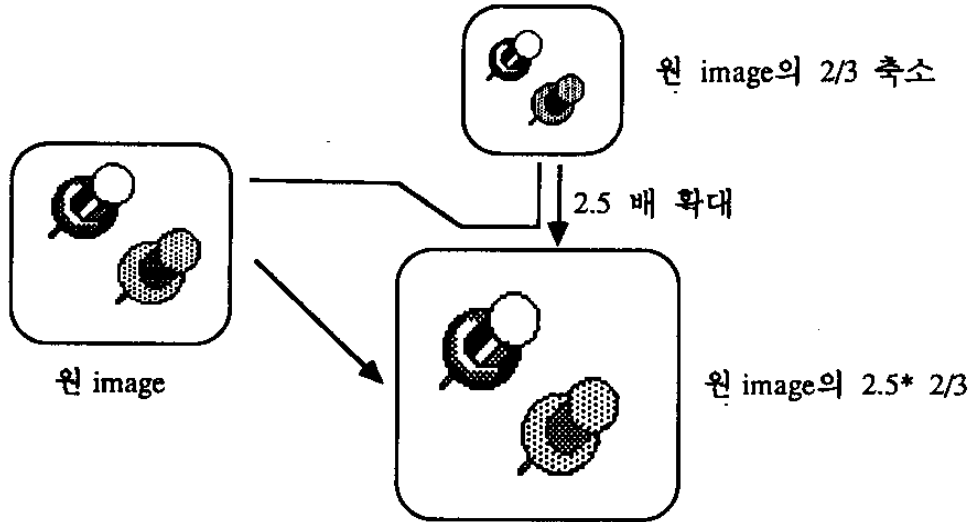 원 image의 2/3 축소
2.5 배 확대
원 image
원 image의 2.5* 2/3